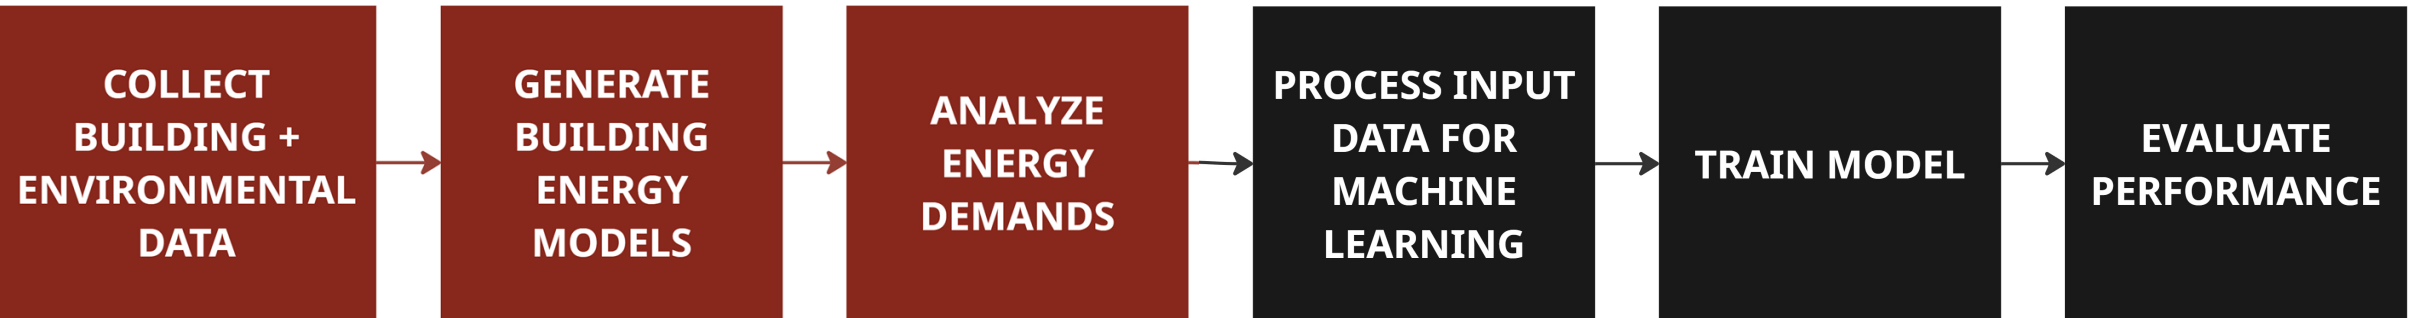 COLLECT
BUILDING +
ENVIRONMENTAL
DATA
GENERATE
BUILDING
ENERGY
MODELS
ANALYZE
ENERGY
DEMANDS
PROCESS INPUT
DATA FOR
MACHINE
LEARNING
TRAIN MODEL
EVALUATE
PERFORMANCE